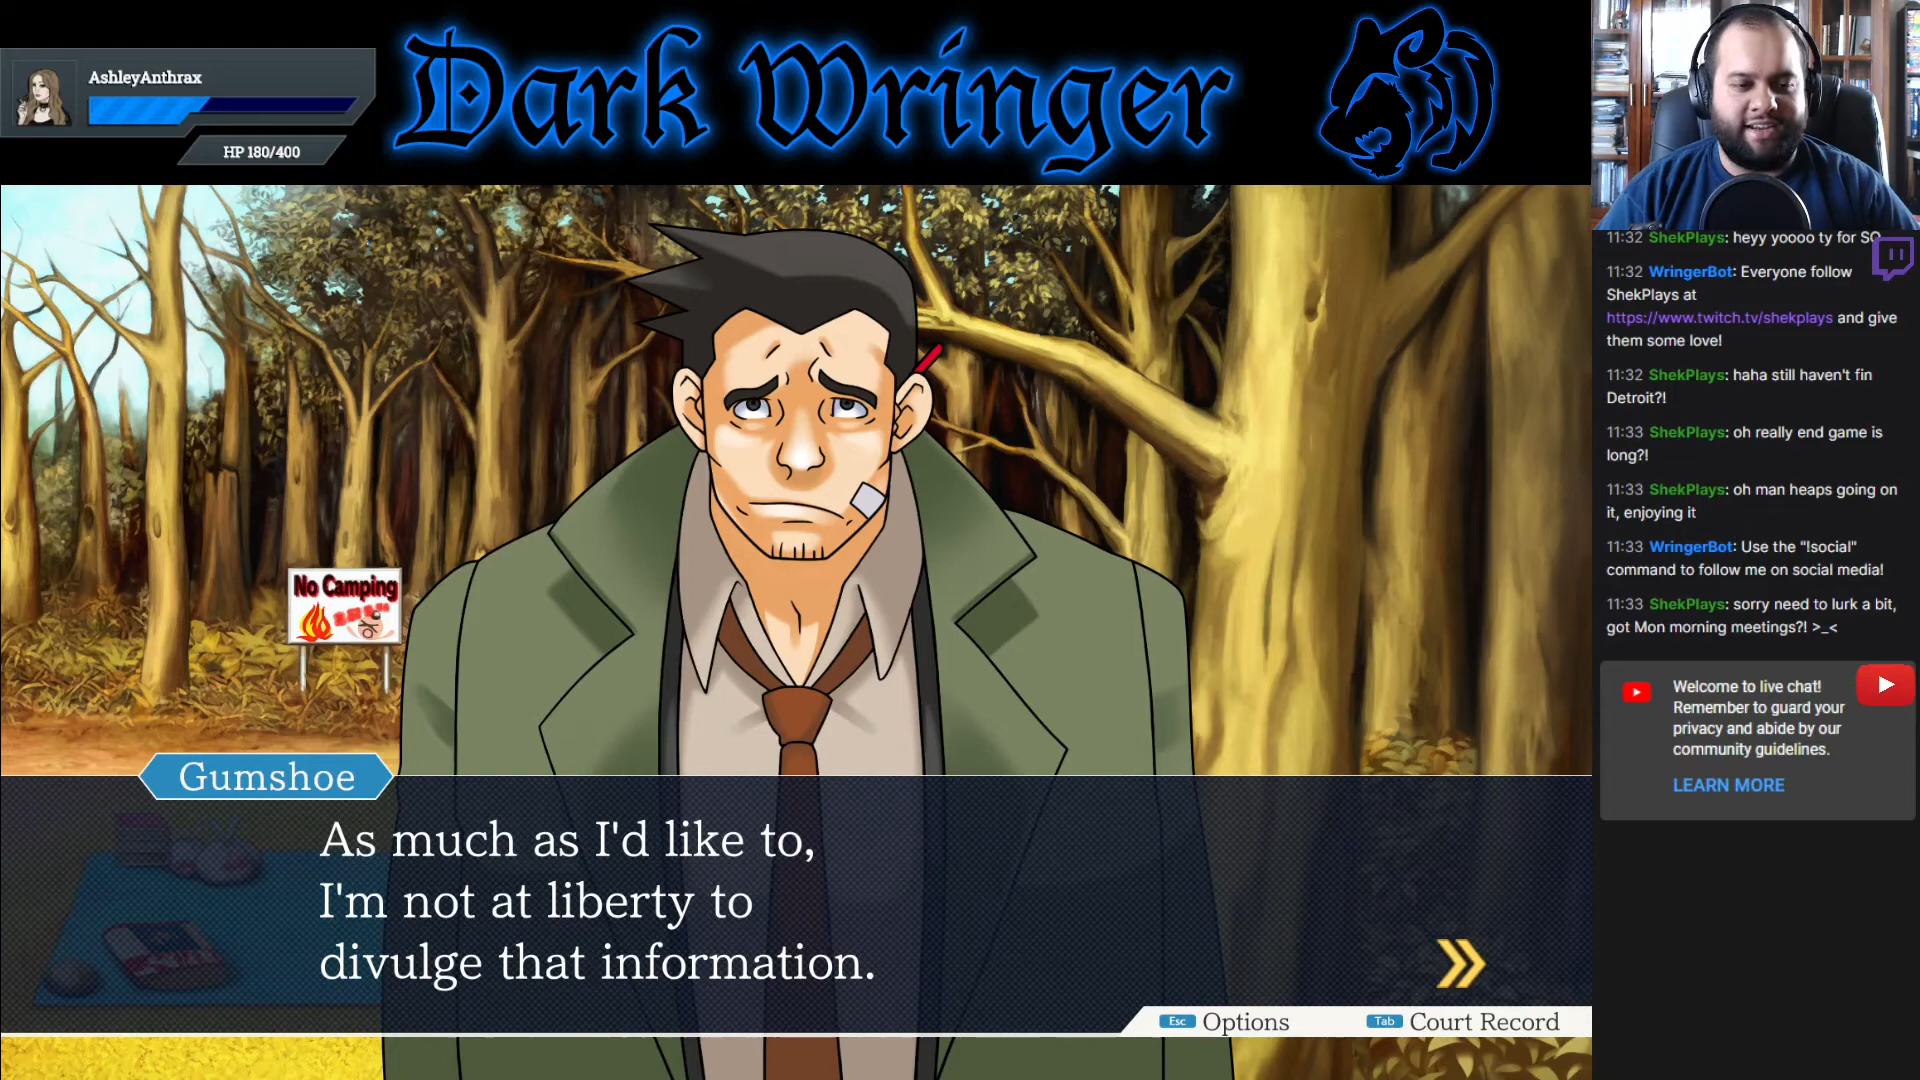 Dark Wringer
AshleyAnthrax
HP 180/400
11:32 ShekPlays: heyy yoooo ty for SO
11:32 WringerBot: Everyone follow
ShekPlays at
https://www.twitch.tv/shekplays and give
them some love!
11:32 ShekPlays: haha still haven't fin
Detroit?!
11:33 ShekPlays: oh really end game is
long?!
11:33 ShekPlays: oh man heaps going on
it, enjoying it
11:33 WringerBot: Use the "!social"
command to follow me on social media!
11:33 ShekPlays: sorry need to lurk a bit,
got Mon morning meetings?! >_<
Welcome to live chat!
Remember to guard your
privacy and abide by our
community guidelines.
LEARN MORE
No Camping
Gumshoe
As much as I'd like to,
I'm not at liberty to
divulge that information.
Esc Options
Tab Court Record